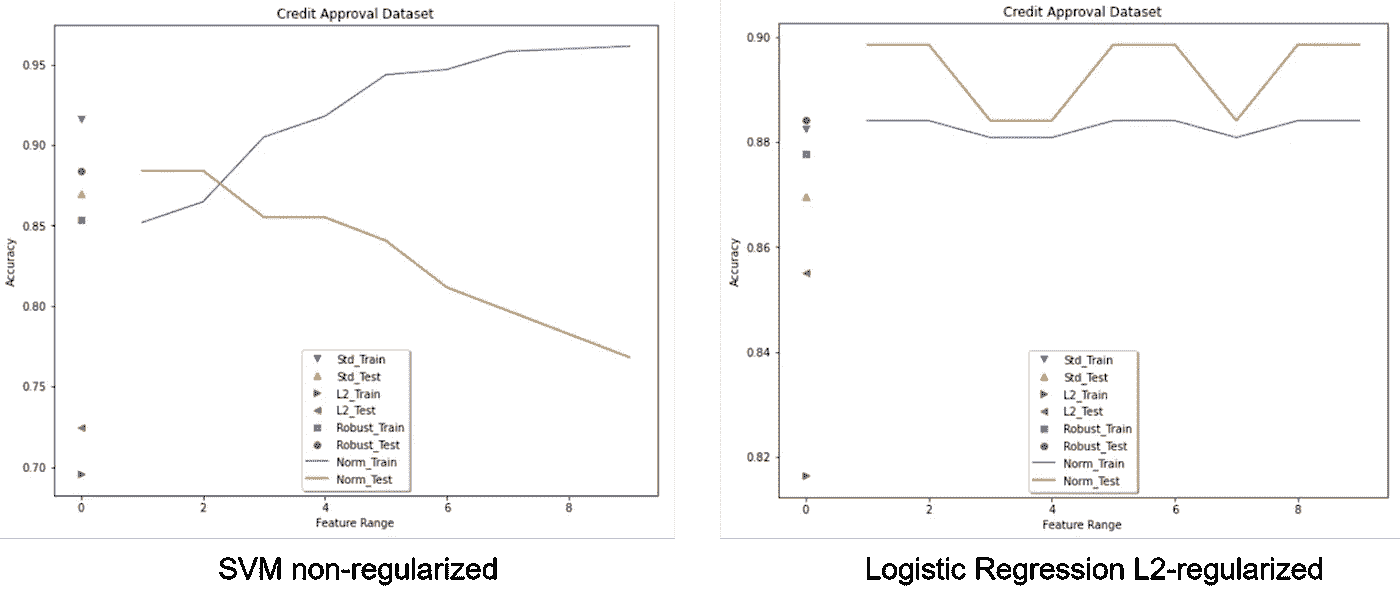 Credit Approval Dataset
0.95
0.90
0.85
0.80
0.75
0.70
Accuracy
Std_Train
Std_Test
L2_Train
L2_Test
Robust_Train
Robust_Test
Norm_Train
Norm_Test
0 2 4 6 8
Feature Range
SVM non-regularized
Credit Approval Dataset
0.90
0.88
0.86
0.84
0.82
Accuracy
Std_Train
Std_Test
L2_Train
L2_Test
Robust_Train
Robust_Test
Norm_Train
Norm_Test
0 2 4 6 8
Feature Range
Logistic Regression L2-regularized